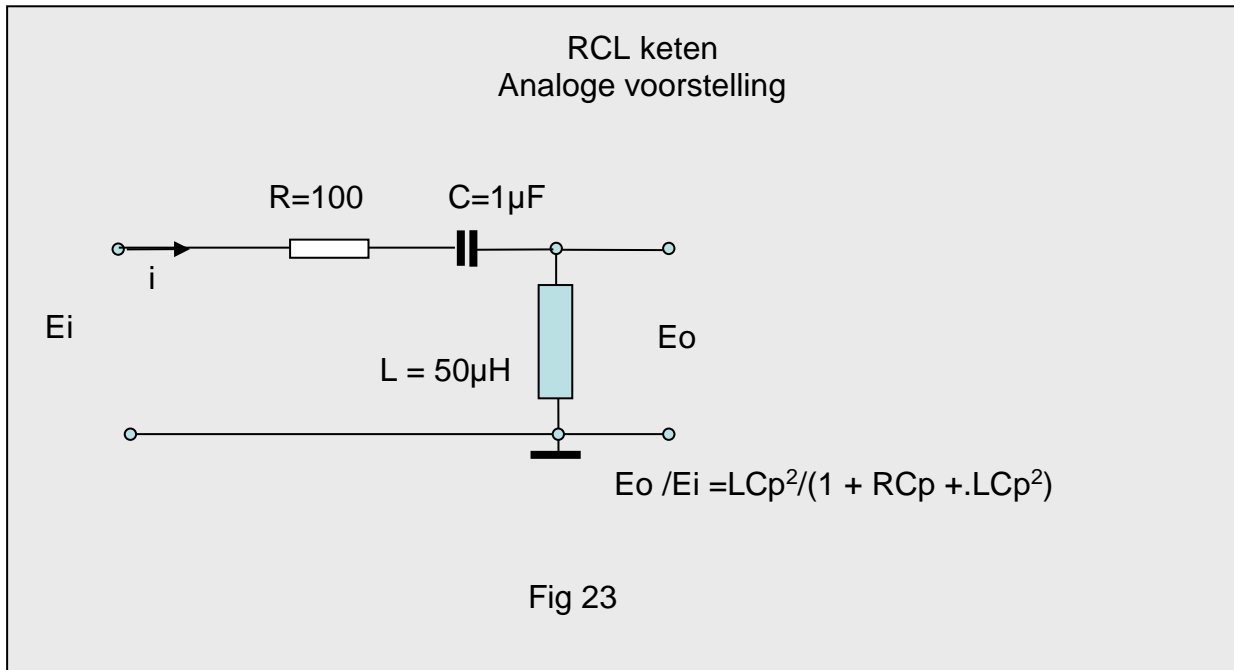 RCL keten
Analoge voorstelling
R=100
C=1µF
i
Ei
Eo
L = 50µH
Eo /Ei =LCp²/(1 + RCp +.LCp²)
Fig 23